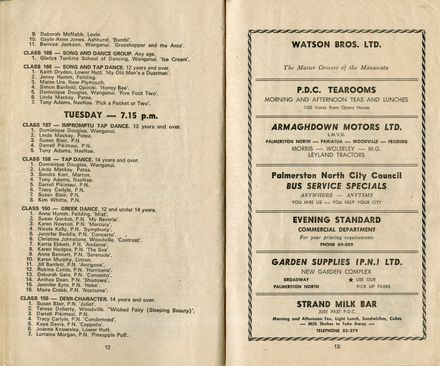 9. Deborah McNabb, Levin.
10. Gayle-Anne Jones, Ashhurst, 'Bambi'.
11. Bernice Jackson, Wanganui. 'Grasshopper and the Ants'.
CLASS 168 — SONG AND DANCE GROUP. Any age.
1. Gladys Tonkins School of Dancing, Wanganui. 'Ice Cream'.
CLASS 166 — SONG AND TAP DANCE. 12 years and over.
1. Keith Dryden, Lower Hutt. 'My Old Man's a Dustman'.
2. Jenny Humm, Feilding.
3. Maree Ura, New Plymouth.
4. Simon Banfield, Opoiki. 'Honey Bee'.
5. Dominique Douglas, Wanganui. 'Five Foot Two'.
6. Linda Mackay, Patea.
7. Tony Adams, NaeNae. 'Pick a Pocket or Two'.
TUESDAY — 7.15 p.m.
CLASS 187 — IMPROMPTU TAP DANCE. 13 years and over.
1. Dominique Douglas, Wanganui.
2. Linda Mackay, Patea.
3. Susan Blair, P.N.
4. Darrell Pikimaui, P.N.
5. Tony Adams, NaeNae.
CLASS 158 — TAP DANCE. 14 years and over.
1. Dominique Douglas, Wanganui.
2. Linda Mackay, Patea.
3. Sandra Karr, Marton.
4. Tony Adams, NaeNae.
5. Darrell Pikimaui, P.N.
6. Tracy Carlyle, P.N.
7. Susan Blair, P.N.
8. Kim Whitta, P.N.
CLASS 150 — GREEK DANCE. 12 and under 14 years.
1. Anne Humm, Feilding. 'Mist'.
2. Susan Gordon, P.N. 'My Reverie'.
3. Karen Newton, P.N. 'Mercury'.
4. Nicola Kelly, P.N. 'Symphony'.
5. Jennifer Beddis, P.N. 'Concerto'.
6. Christine Johnstone, Woodville. 'Contrast'.
7. Kerrie Ebbett, P.N. 'Andante'.
8. Karen Hodges, P.N. 'The Sea'.
9. Anne Bennett, P.N. 'Serenade'.
10. Karen Murphy, Linton.
11. Jill Bartlett, P.N. 'Antigone'.
12. Robina Cottle, P.N. 'Hurricane'.
13. Deborah Gare, P.N. 'Concerto'.
14. Anthea Dean, P.N. 'Shadows'.
15. Jennifer Eyre, P.N. 'Hebe'.
16. Maire Crabb, P.N. 'Nocturne'.
CLASS 155 — DEMI-CHARACTER. 14 years and over.
1. Susan Blair, P.N. 'Juliet'.
2. Teresa Doherty, Woodville. "Wicked Fairy (Sleeping Beauty)'.
3. Darrell Pikimaui, P.N.
4. Tracy Carlyle, P.N. 'Condemned'.
5. Kaye Davis, P.N. 'Coppelia'.
6. Joanne Knowsley, Lower Hutt.
7. Lorraine Morgan, P.N. 'Pineapple Poll'.
12
WATSON BROS. LTD.
The Master Grocers of the Manawatu
P.D.C. TEAROOMS
MORNING AND AFTERNOON TEAS AND LUNCHES
100 Yards from Opera House
ARMAGHDOWN MOTORS LTD.
L.M.V.D.
PALMERSTON NORTH — PAHIATUA — WOODVILLE — FEILDING
MORRIS — WOLSELEY — M.G.
LEYLAND TRACTORS
Palmerston North City Council
BUS SERVICE SPECIALS
ANYWHERE — ANYTIME
YOU HIRE US — YOU HELP YOUR CITY
EVENING STANDARD
COMMERCIAL DEPARTMENT
For your printing requirements
PHONE 69-009
GARDEN SUPPLIES (P.N.) LTD.
NEW GARDEN COMPLEX
BROADWAY ★ USE OUR
PALMERSTON NORTH PICK UP PARKS
STRAND MILK BAR
JUST PAST P.D.C.
Morning and Afternoon Tea, Light Lunch, Sandwiches, Cakes
— Milk Shakes to Take Away —
TELEPHONE 82-379
13